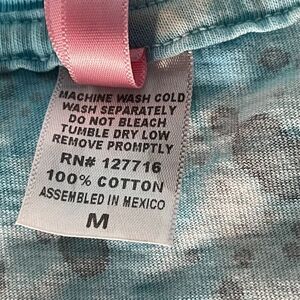 MACHINE WASH COLD
WASH SEPARATELY
DO NOT BLEACH
TUMBLE DRY LOW
REMOVE PROMPTLY
RN# 127716
100% COTTON
ASSEMBLED IN MEXICO
M